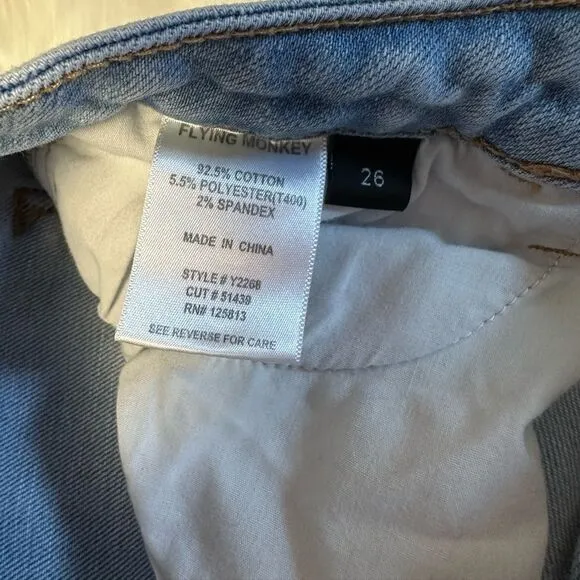 FLYING MONKEY
92.5% COTTON
5.5% POLYESTER(T400)
2% SPANDEX
MADE IN CHINA
STYLE # Y2268
CUT # 51439
RN# 125813
SEE REVERSE FOR CARE
26